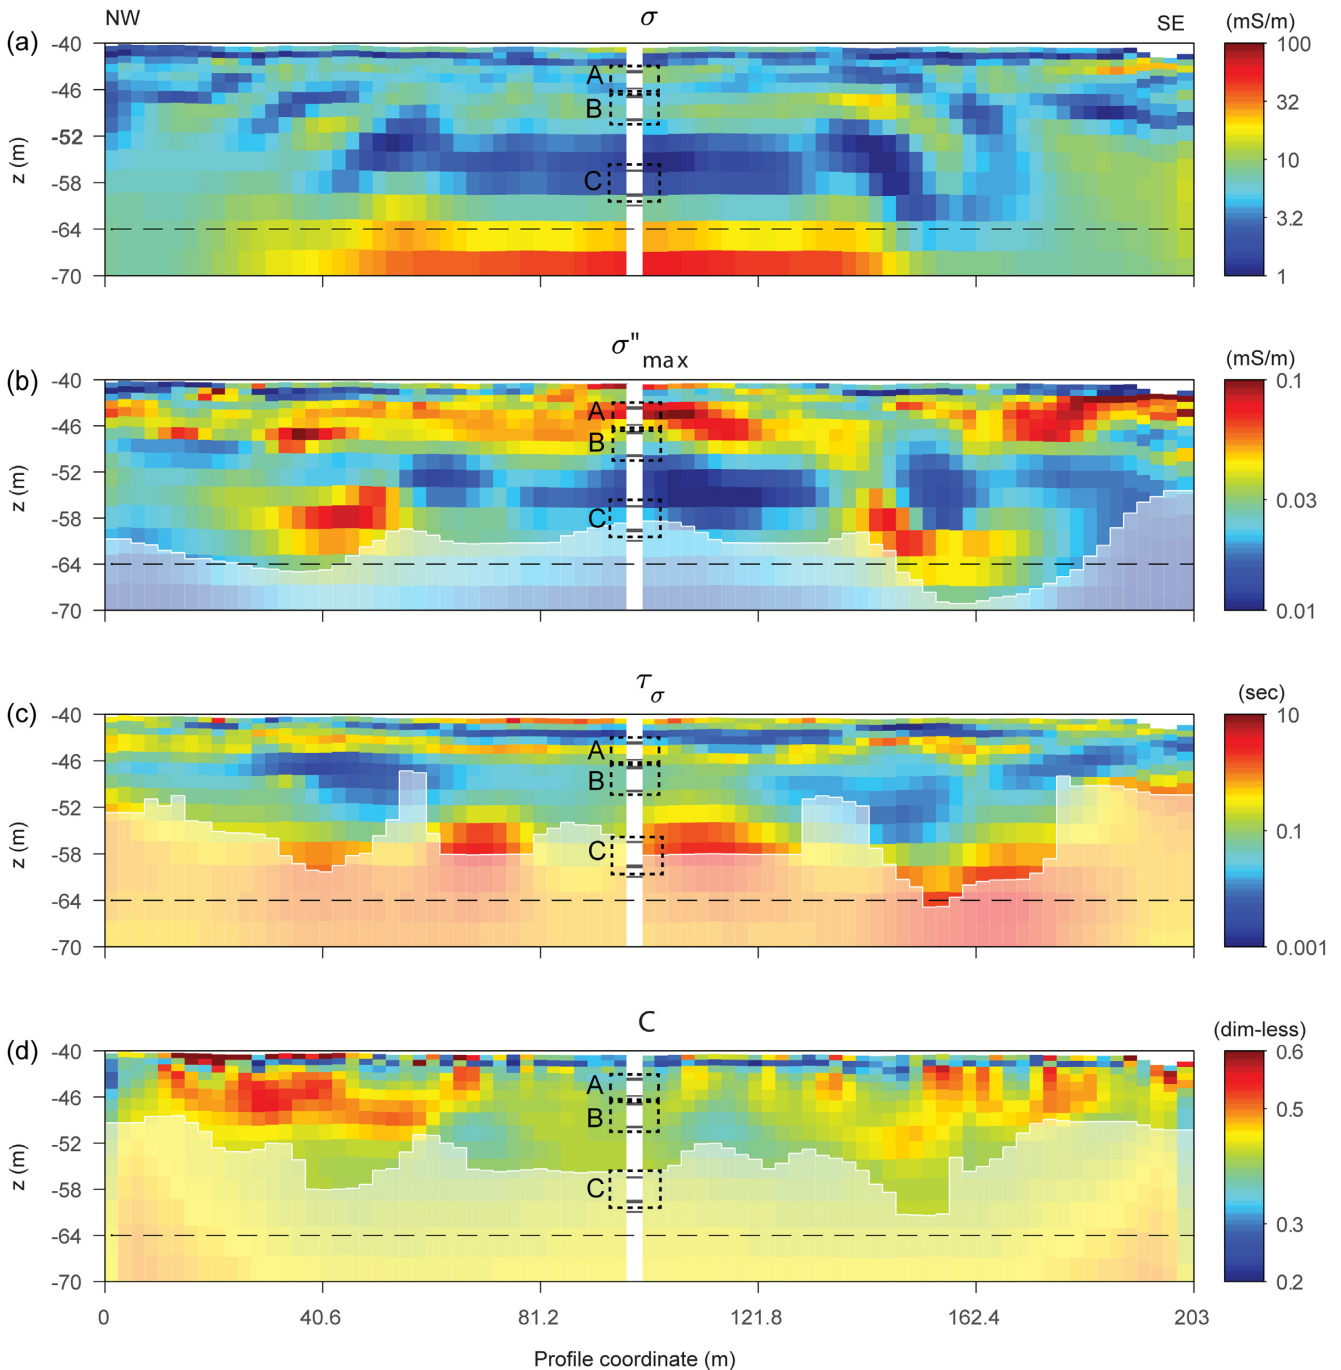 NW σ SE (mS/m)
(a)
-40 100
A
-46 32
B
-52 10
z (m)
C
-58 3.2
-64
-70 1
σ"max (mS/m)
(b)
-40 0.1
A
-46
B
-52 0.03
z (m)
C
-58
-64
-70 0.01
τσ (sec)
(c)
-40 10
A
-46
B
-52 0.1
z (m)
C
-58
-64
-70 0.001
C (dim-less)
(d)
-40 0.6
A
-46 0.5
B
-52
z (m)
C
-58 0.3
-64
-70 0.2
0 40.6 81.2 121.8 162.4 203
Profile coordinate (m)